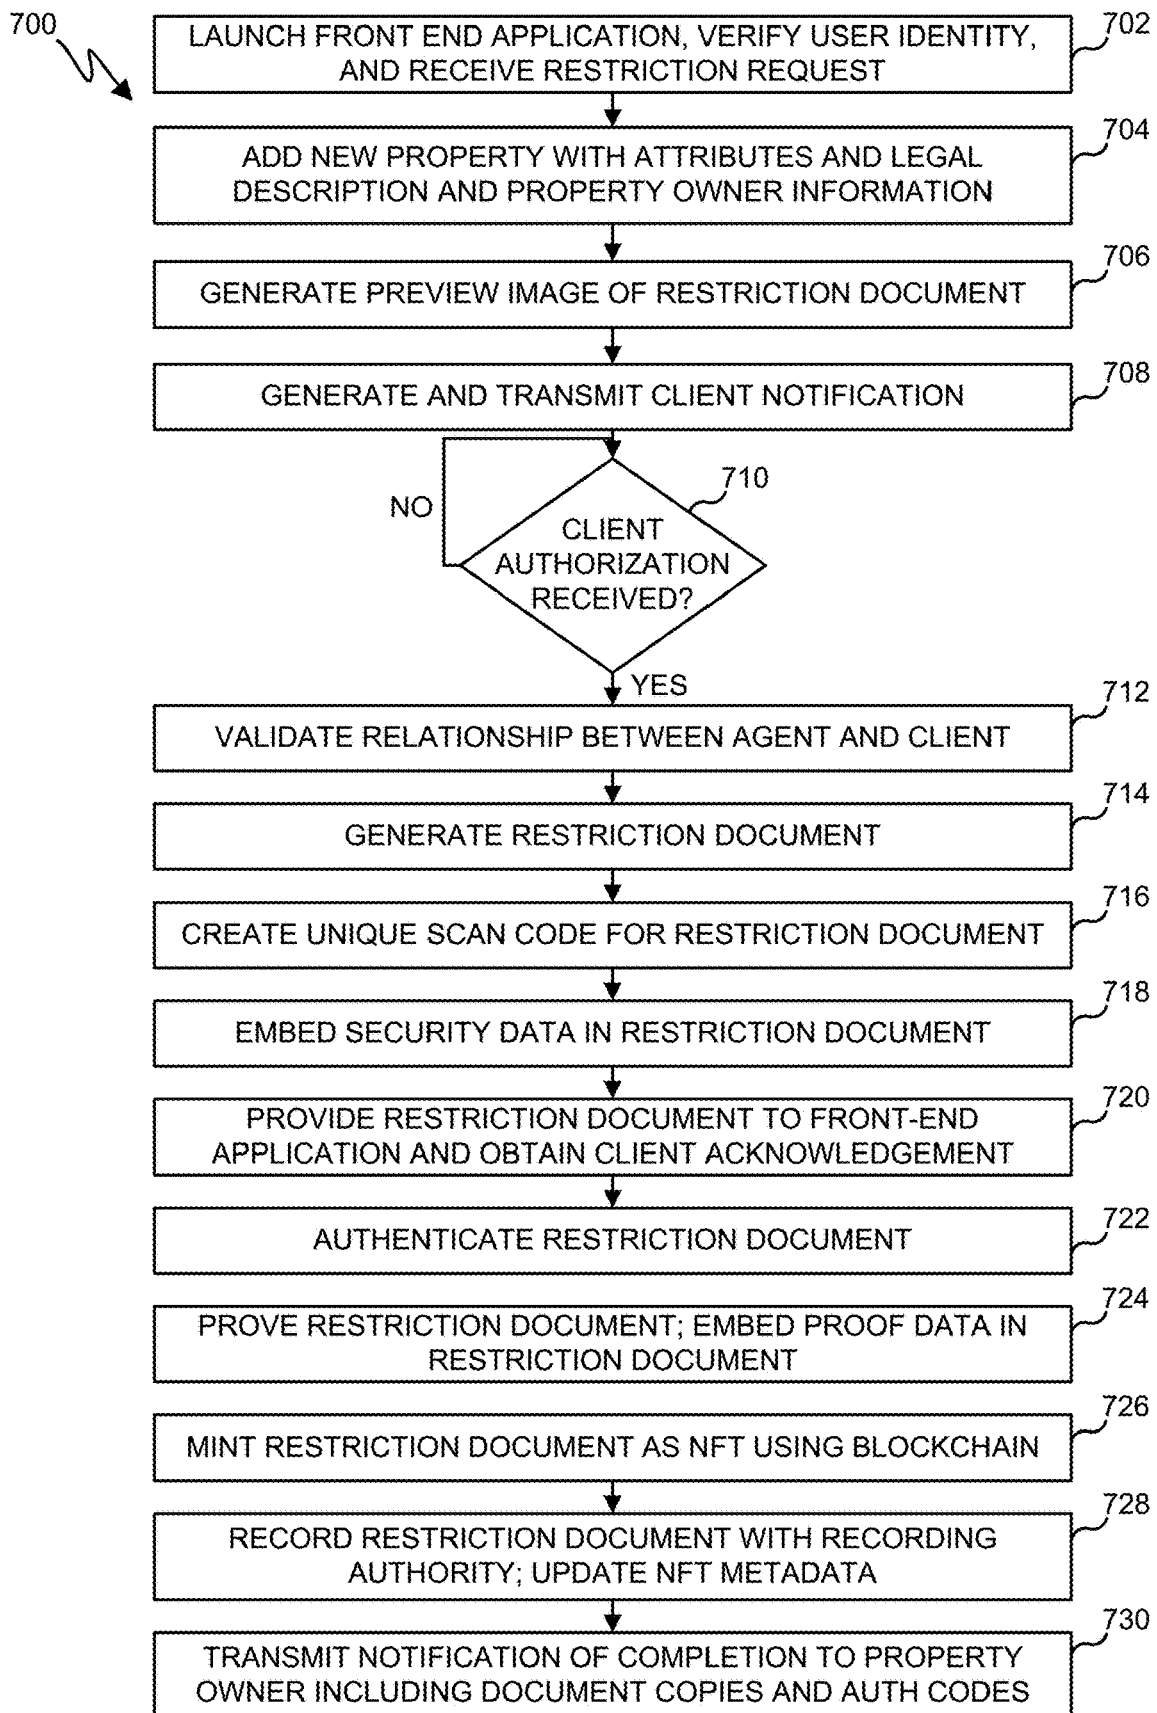 700
LAUNCH FRONT END APPLICATION, VERIFY USER IDENTITY,
AND RECEIVE RESTRICTION REQUEST
702
ADD NEW PROPERTY WITH ATTRIBUTES AND LEGAL
DESCRIPTION AND PROPERTY OWNER INFORMATION
704
GENERATE PREVIEW IMAGE OF RESTRICTION DOCUMENT
706
GENERATE AND TRANSMIT CLIENT NOTIFICATION
708
NO
CLIENT
AUTHORIZATION
RECEIVED?
710
YES
VALIDATE RELATIONSHIP BETWEEN AGENT AND CLIENT
712
GENERATE RESTRICTION DOCUMENT
714
CREATE UNIQUE SCAN CODE FOR RESTRICTION DOCUMENT
716
EMBED SECURITY DATA IN RESTRICTION DOCUMENT
718
PROVIDE RESTRICTION DOCUMENT TO FRONT-END
APPLICATION AND OBTAIN CLIENT ACKNOWLEDGEMENT
720
AUTHENTICATE RESTRICTION DOCUMENT
722
PROVE RESTRICTION DOCUMENT; EMBED PROOF DATA IN
RESTRICTION DOCUMENT
724
MINT RESTRICTION DOCUMENT AS NFT USING BLOCKCHAIN
726
RECORD RESTRICTION DOCUMENT WITH RECORDING
AUTHORITY; UPDATE NFT METADATA
728
TRANSMIT NOTIFICATION OF COMPLETION TO PROPERTY
OWNER INCLUDING DOCUMENT COPIES AND AUTH CODES
730